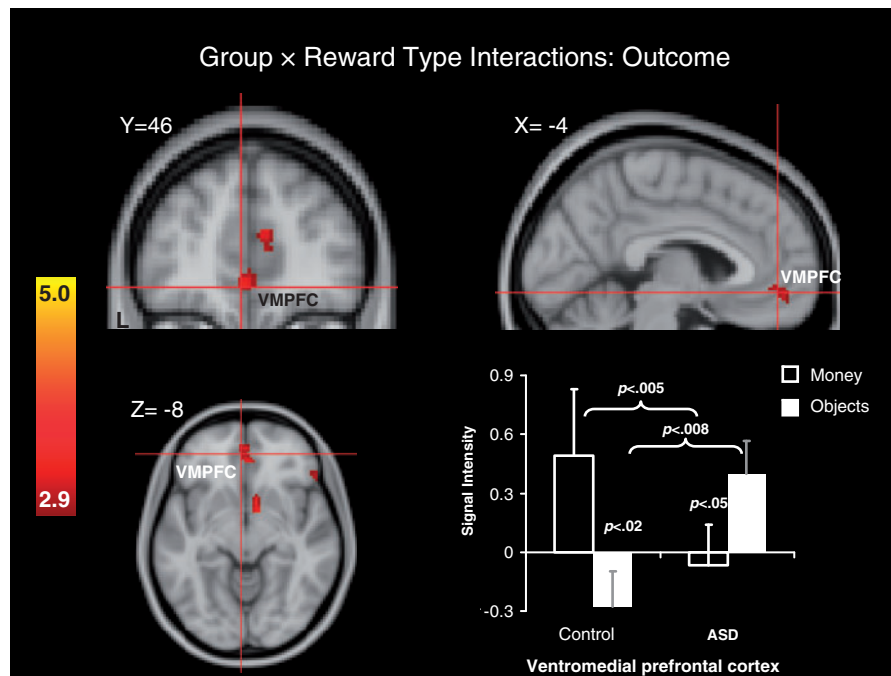 Group × Reward Type Interactions: Outcome
Y=46
X= -4
VMPFC
VMPFC
L
5.0
2.9
Z= -8
VMPFC
0.9
0.6
0.3
0
-0.3
Signal Intensity
Money
Objects
p<.005
p<.008
p<.02
p<.05
Control
ASD
Ventromedial prefrontal cortex